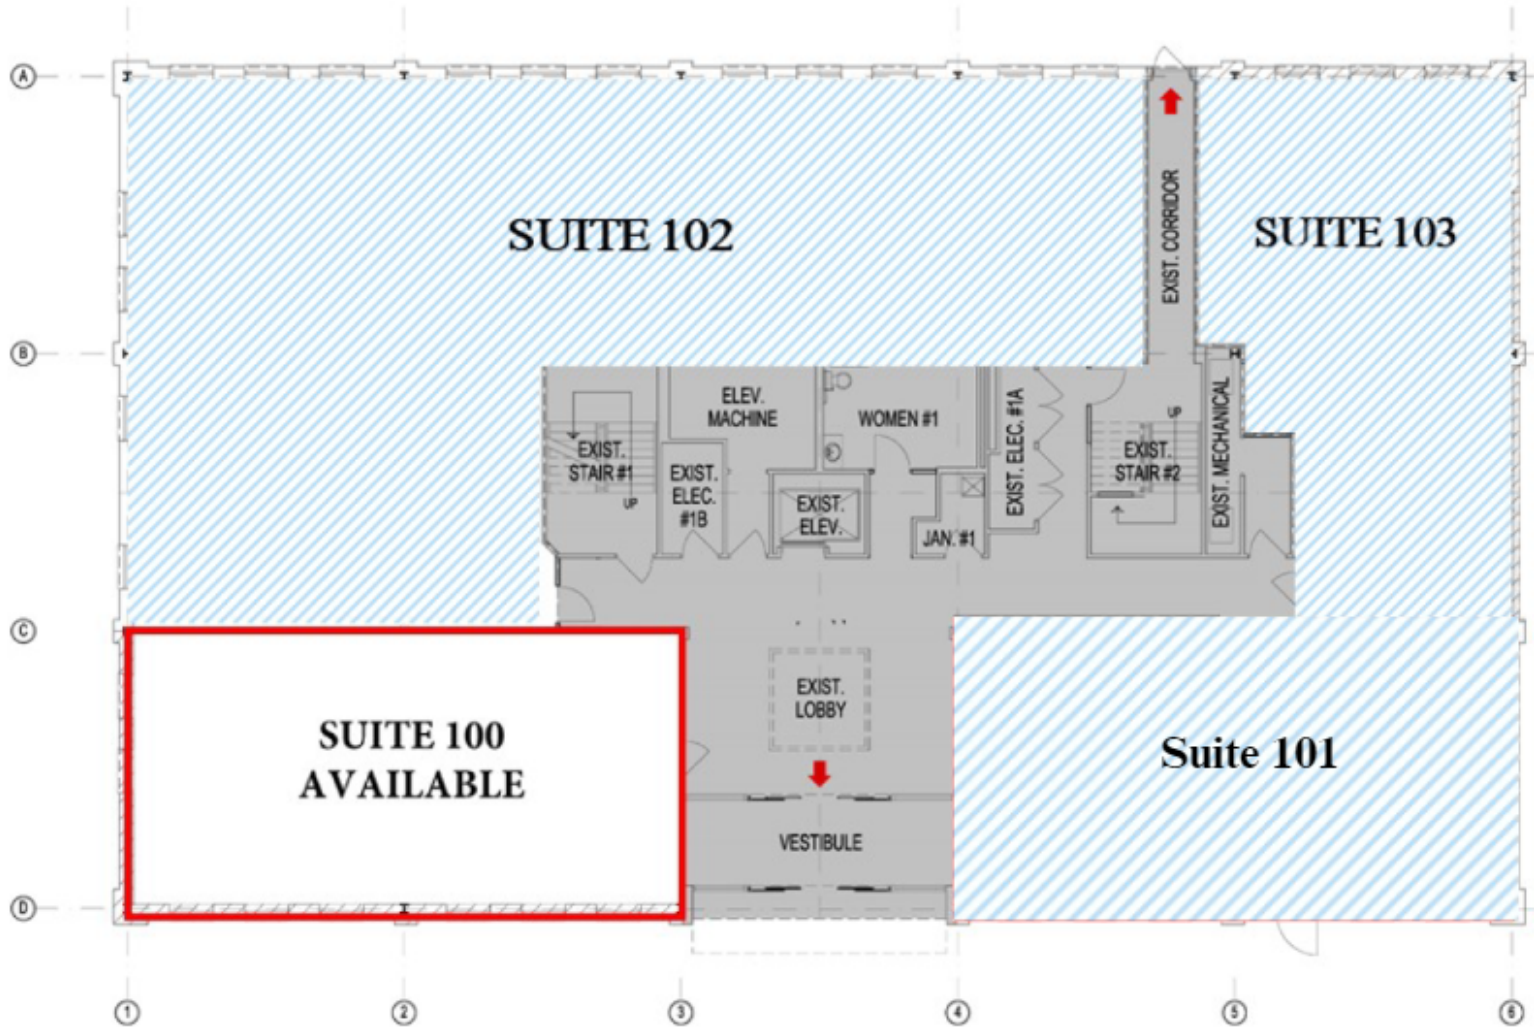 A
SUITE 102
EXIST. CORRIDOR
SUITE 103
B
ELEV.
MACHINE
WOMEN #1
EXIST. ELEC. #1A
UP
EXIST. MECHANICAL
EXIST.
STAIR #1
UP
EXIST.
ELEC.
#1B
EXIST.
ELEV.
JAN. #1
EXIST.
STAIR #2
C
EXIST.
LOBBY
SUITE 100
AVAILABLE
Suite 101
VESTIBULE
D
1
2
3
4
5
6